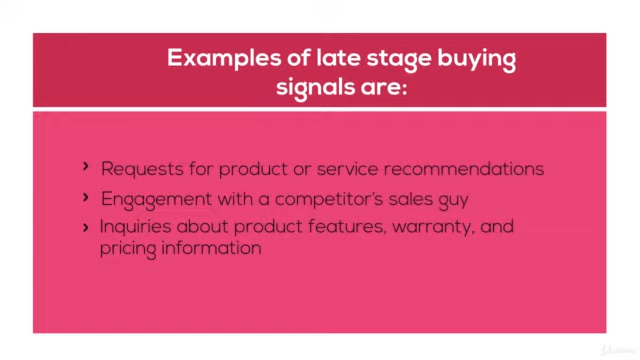 Examples of late stage buying
signals are:
› Requests for product or service recommendations
› Engagement with a competitor's sales guy
› Inquiries about product features, warranty, and
pricing information